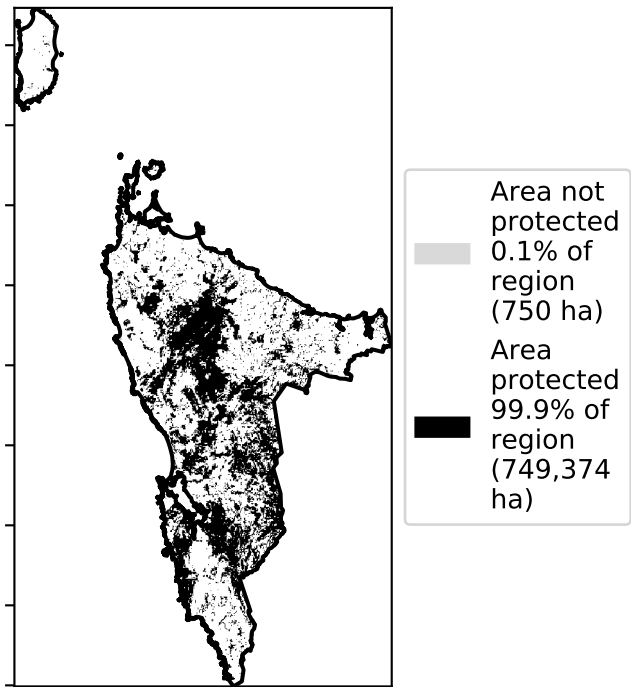 Area not
protected
0.1% of
region
(750 ha)
Area
protected
99.9% of
region
(749,374
ha)